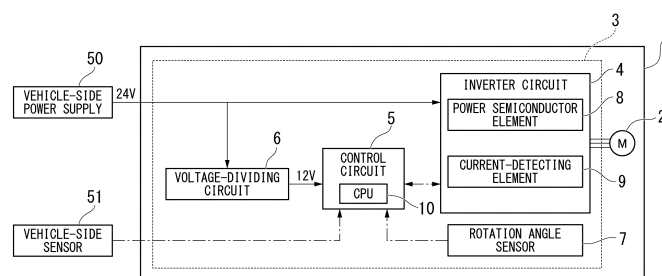 3
50
4
VEHICLE-SIDE
POWER SUPPLY
24V
INVERTER CIRCUIT
5
POWER SEMICONDUCTOR
ELEMENT
8
2
M
6
CONTROL
CIRCUIT
VOLTAGE-DIVIDING
CIRCUIT
12V
CPU
CURRENT-DETECTING
ELEMENT
10
9
51
VEHICLE-SIDE
SENSOR
ROTATION ANGLE
SENSOR
7